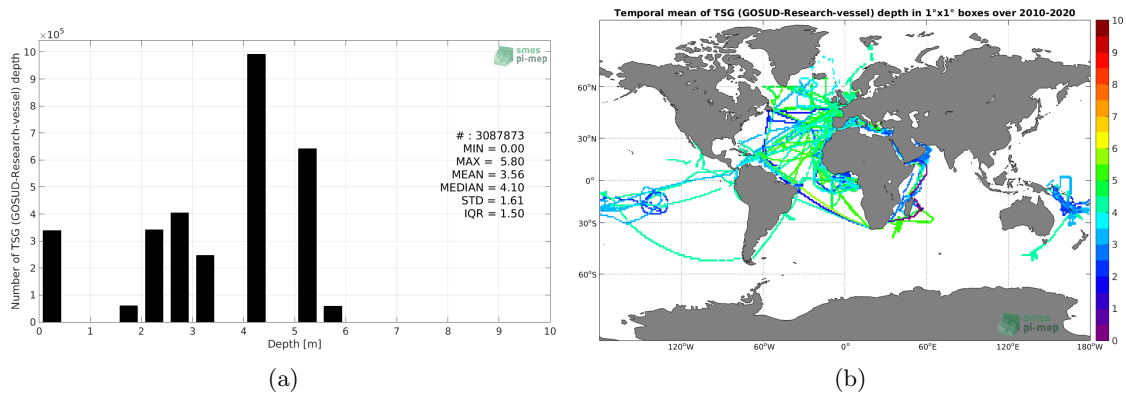 Number of TSG (GOSUD-Research-vessel) depth
×10⁵
10
9
8
7
6
5
4
3
2
1
0
smos
pi-mep
# : 3087873
MIN = 0.00
MAX = 5.80
MEAN = 3.56
MEDIAN = 4.10
STD = 1.61
IQR = 1.50
0 1 2 3 4 5 6 7 8 9 10
Depth [m]
(a)
Temporal mean of TSG (GOSUD-Research-vessel) depth in 1°x1° boxes over 2010-2020
60°N
30°N
0°
30°S
60°S
120°W 60°W 0° 60°E 120°E 180°W
smos
pi-mep
10
9
8
7
6
5
4
3
2
1
0
(b)